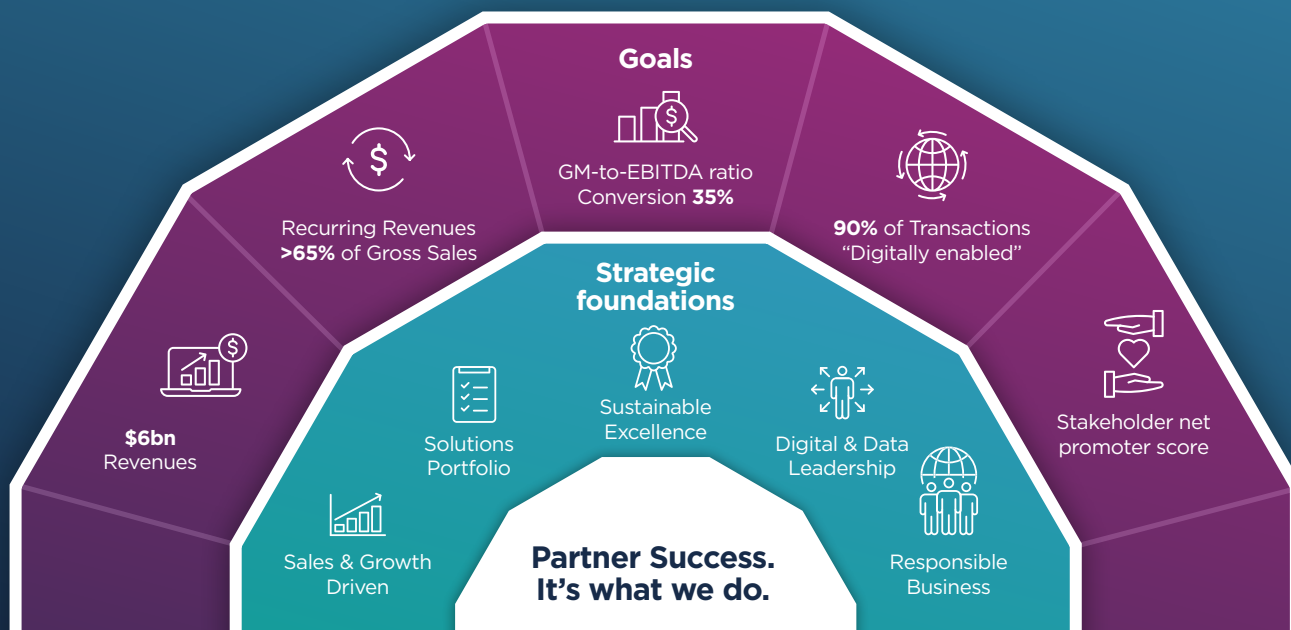 Goals
GM-to-EBITDA ratio
Conversion 35%
Recurring Revenues
>65% of Gross Sales
90% of Transactions
“Digitally enabled”
$6bn
Revenues
Stakeholder net
promoter score
Strategic
foundations
Sustainable
Excellence
Solutions
Portfolio
Digital & Data
Leadership
Sales & Growth
Driven
Responsible
Business
Partner Success.
It’s what we do.